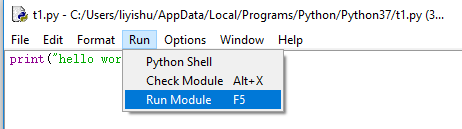 t1.py - C:/Users/liyishu/AppData/Local/Programs/Python/Python37/t1.py (3...
File Edit Format Run Options Window Help
print("hello wor
Python Shell
Check Module Alt+X
Run Module F5